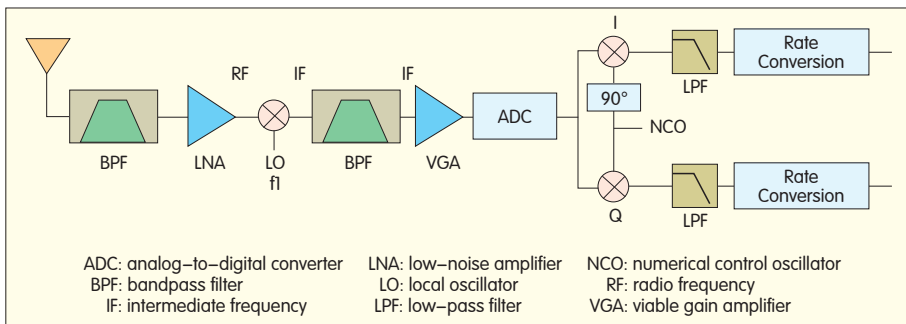 I
Rate
Conversion
RF
IF
IF
LPF
90°
ADC
NCO
BPF
LNA
LO
f1
BPF
VGA
Rate
Conversion
Q
LPF
ADC: analog-to-digital converter
BPF: bandpass filter
IF: intermediate frequency
LNA: low-noise amplifier
LO: local oscillator
LPF: low-pass filter
NCO: numerical control oscillator
RF: radio frequency
VGA: viable gain amplifier